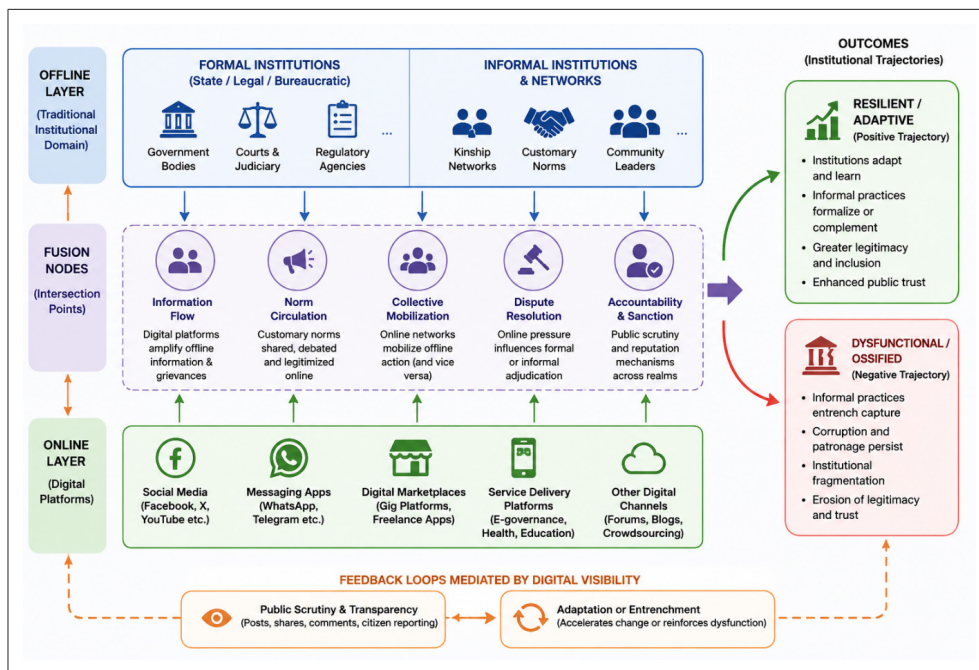 OFFLINE
LAYER
(Traditional
Institutional
Domain)
FORMAL INSTITUTIONS
(State / Legal / Bureaucratic)
Government
Bodies
Courts &
Judiciary
Regulatory
Agencies
...
INFORMAL INSTITUTIONS
& NETWORKS
Kinship
Networks
Customary
Norms
Community
Leaders
...
FUSION
NODES
(Intersection
Points)
Information
Flow
Digital platforms
amplify offline
information &
grievances
Norm
Circulation
Customary norms
shared, debated
and legitimized
online
Collective
Mobilization
Online networks
mobilize offline
action (and vice
versa)
Dispute
Resolution
Online pressure
influences formal
or informal
adjudication
Accountability
& Sanction
Public scrutiny
and reputation
mechanisms
across realms
ONLINE
LAYER
(Digital
Platforms)
Social Media
(Facebook, X,
YouTube etc.)
Messaging Apps
(WhatsApp,
Telegram etc.)
Digital Marketplaces
(Gig Platforms,
Freelance Apps)
Service Delivery
Platforms
(E-governance,
Health, Education)
Other Digital
Channels
(Forums, Blogs,
Crowdsourcing)
OUTCOMES
(Institutional Trajectories)
RESILIENT /
ADAPTIVE
(Positive Trajectory)
• Institutions adapt
and learn
• Informal practices
formalize or
complement
• Greater legitimacy
and inclusion
• Enhanced public trust
DYSFUNCTIONAL /
OSSIFIED
(Negative Trajectory)
• Informal practices
entrench capture
• Corruption and
patronage persist
• Institutional
fragmentation
• Erosion of legitimacy
and trust
FEEDBACK LOOPS MEDIATED BY DIGITAL VISIBILITY
Public Scrutiny & Transparency
(Posts, shares, comments, citizen reporting)
Adaptation or Entrenchment
(Accelerates change or reinforces dysfunction)